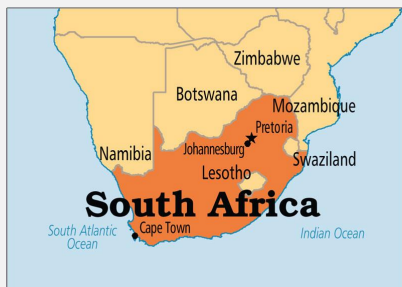 Zimbabwe
Botswana
Mozambique
Pretoria
Johannesburg
Namibia
Swaziland
Lesotho
South Africa
South Atlantic
Ocean
Cape Town
Indian Ocean